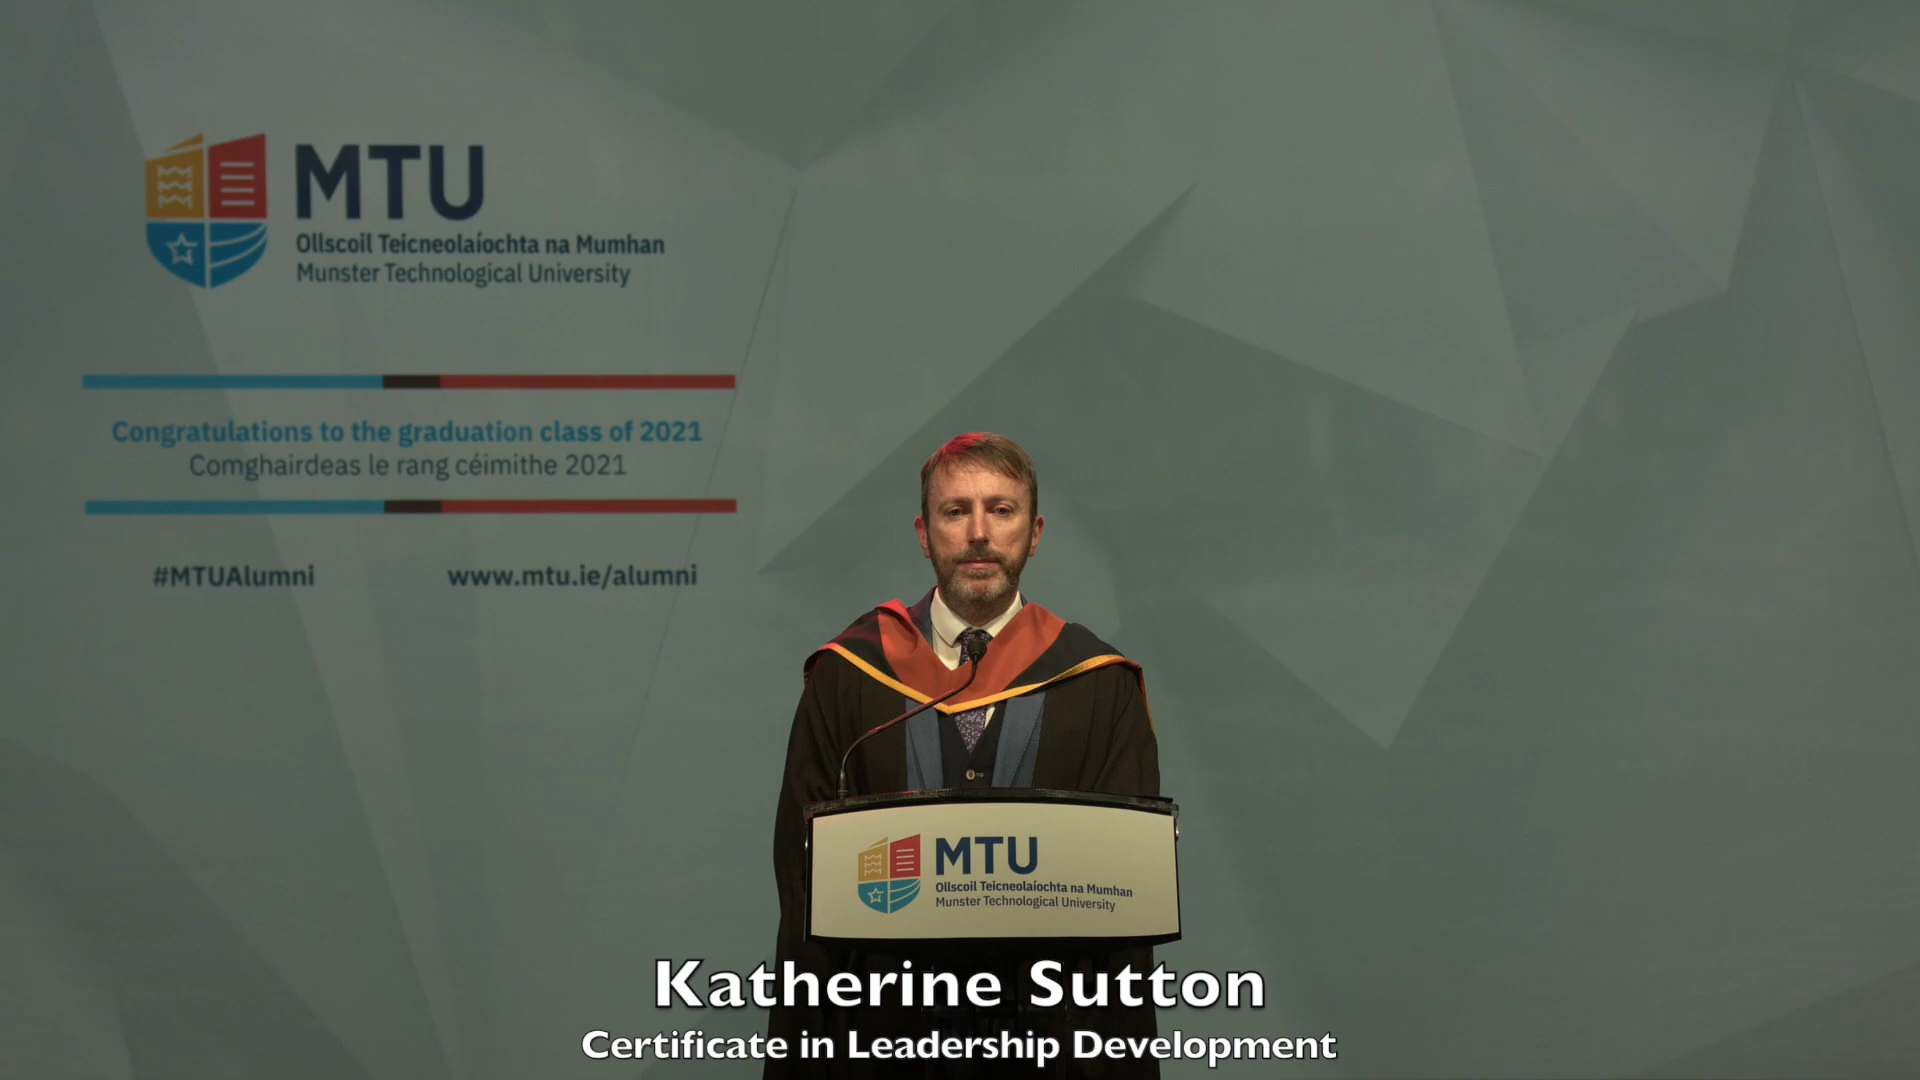 MTU
Ollscoil Teicneolaíochta na Mumhan
Munster Technological University
Congratulations to the graduation class of 2021
Comghairdeas le rang céimithe 2021
#MTUAlumni www.mtu.ie/alumni
MTU
Ollscoil Teicneolaíochta na Mumhan
Munster Technological University
Katherine Sutton
Certificate in Leadership Development